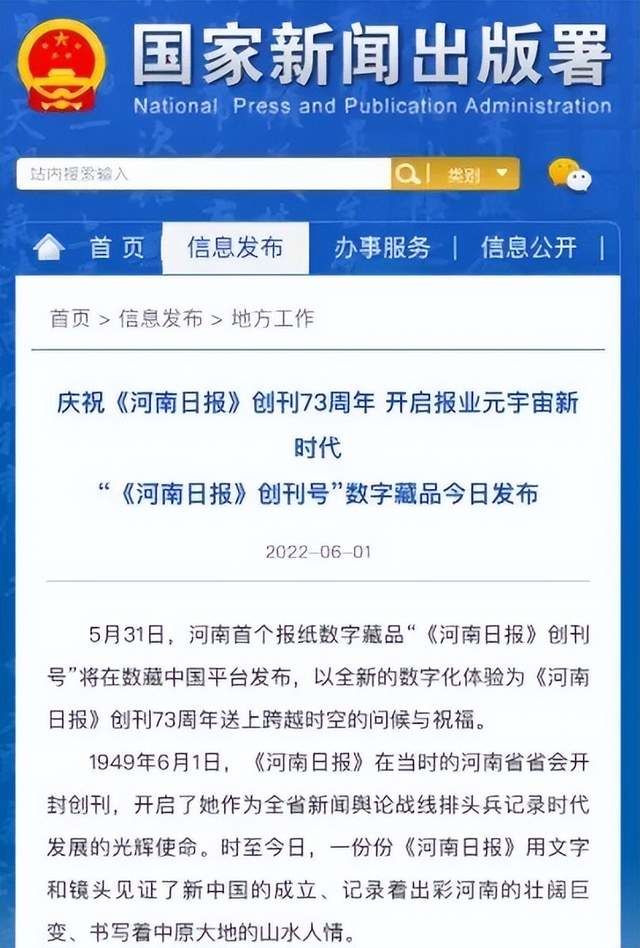 国家新闻出版署
National Press and Publication Administration
站内搜索输入
类别
首页 信息发布 办事服务 | 信息公开 |
首页 > 信息发布 > 地方工作
庆祝《河南日报》创刊73周年 开启报业元宇宙新
时代
“《河南日报》创刊号”数字藏品今日发布
2022-06-01
5月31日，河南首个报纸数字藏品“《河南日报》创刊
号”将在数藏中国平台发布，以全新的数字化体验为《河南
日报》创刊73周年送上跨越时空的问候与祝福。
1949年6月1日，《河南日报》在当时的河南省省会开
封创刊，开启了她作为全省新闻舆论战线排头兵记录时代
发展的光辉使命。时至今日，一份份《河南日报》用文字
和镜头见证了新中国的成立、记录着出彩河南的壮阔巨
变、书写着中原大地的山水人情。